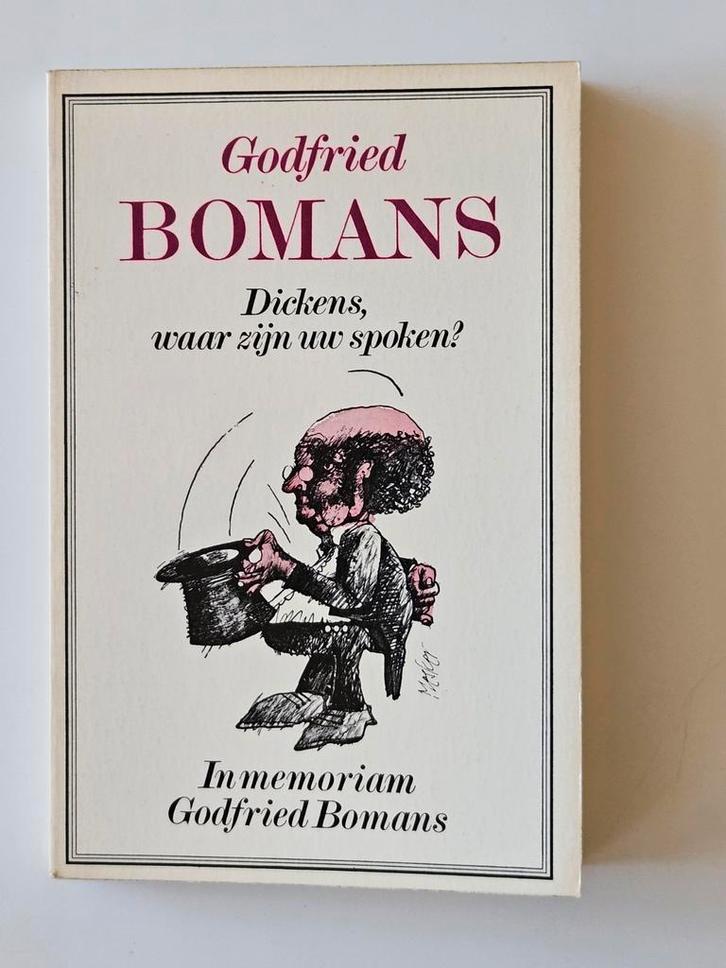 Godfried
BOMANS
Dickens,
waar zijn uw spoken?
In memoriam
Godfried Bomans